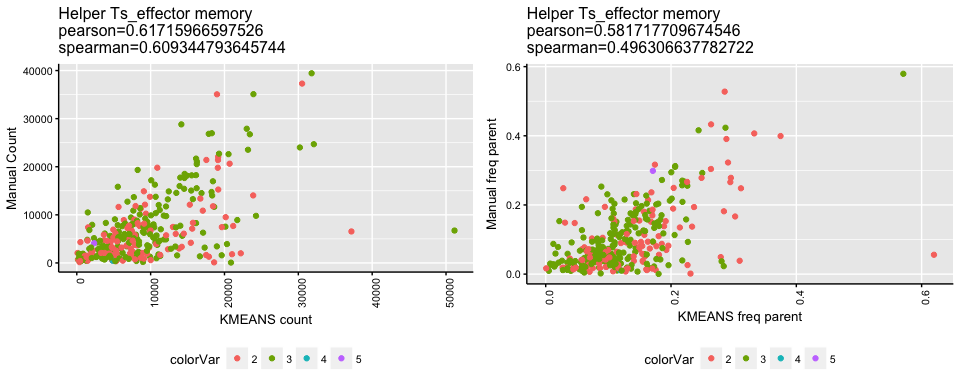 Helper Ts_effector memory
pearson=0.61715966597526
spearman=0.609344793645744
Manual Count
40000
30000
20000
10000
0
0
10000
20000
30000
40000
50000
KMEANS count
colorVar 2 3 4 5
Helper Ts_effector memory
pearson=0.581717709674546
spearman=0.496306637782722
Manual freq parent
0.6
0.4
0.2
0.0
0.0
0.2
0.4
0.6
KMEANS freq parent
colorVar 2 3 4 5